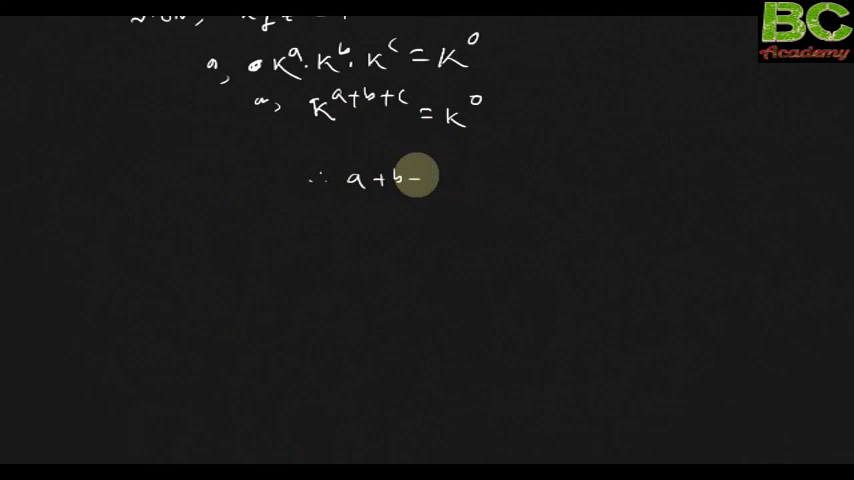 BC
Academy
a, k^a . k^b . k^c = k^0
a, k^{a+b+c} = k^0
∴ a + b -